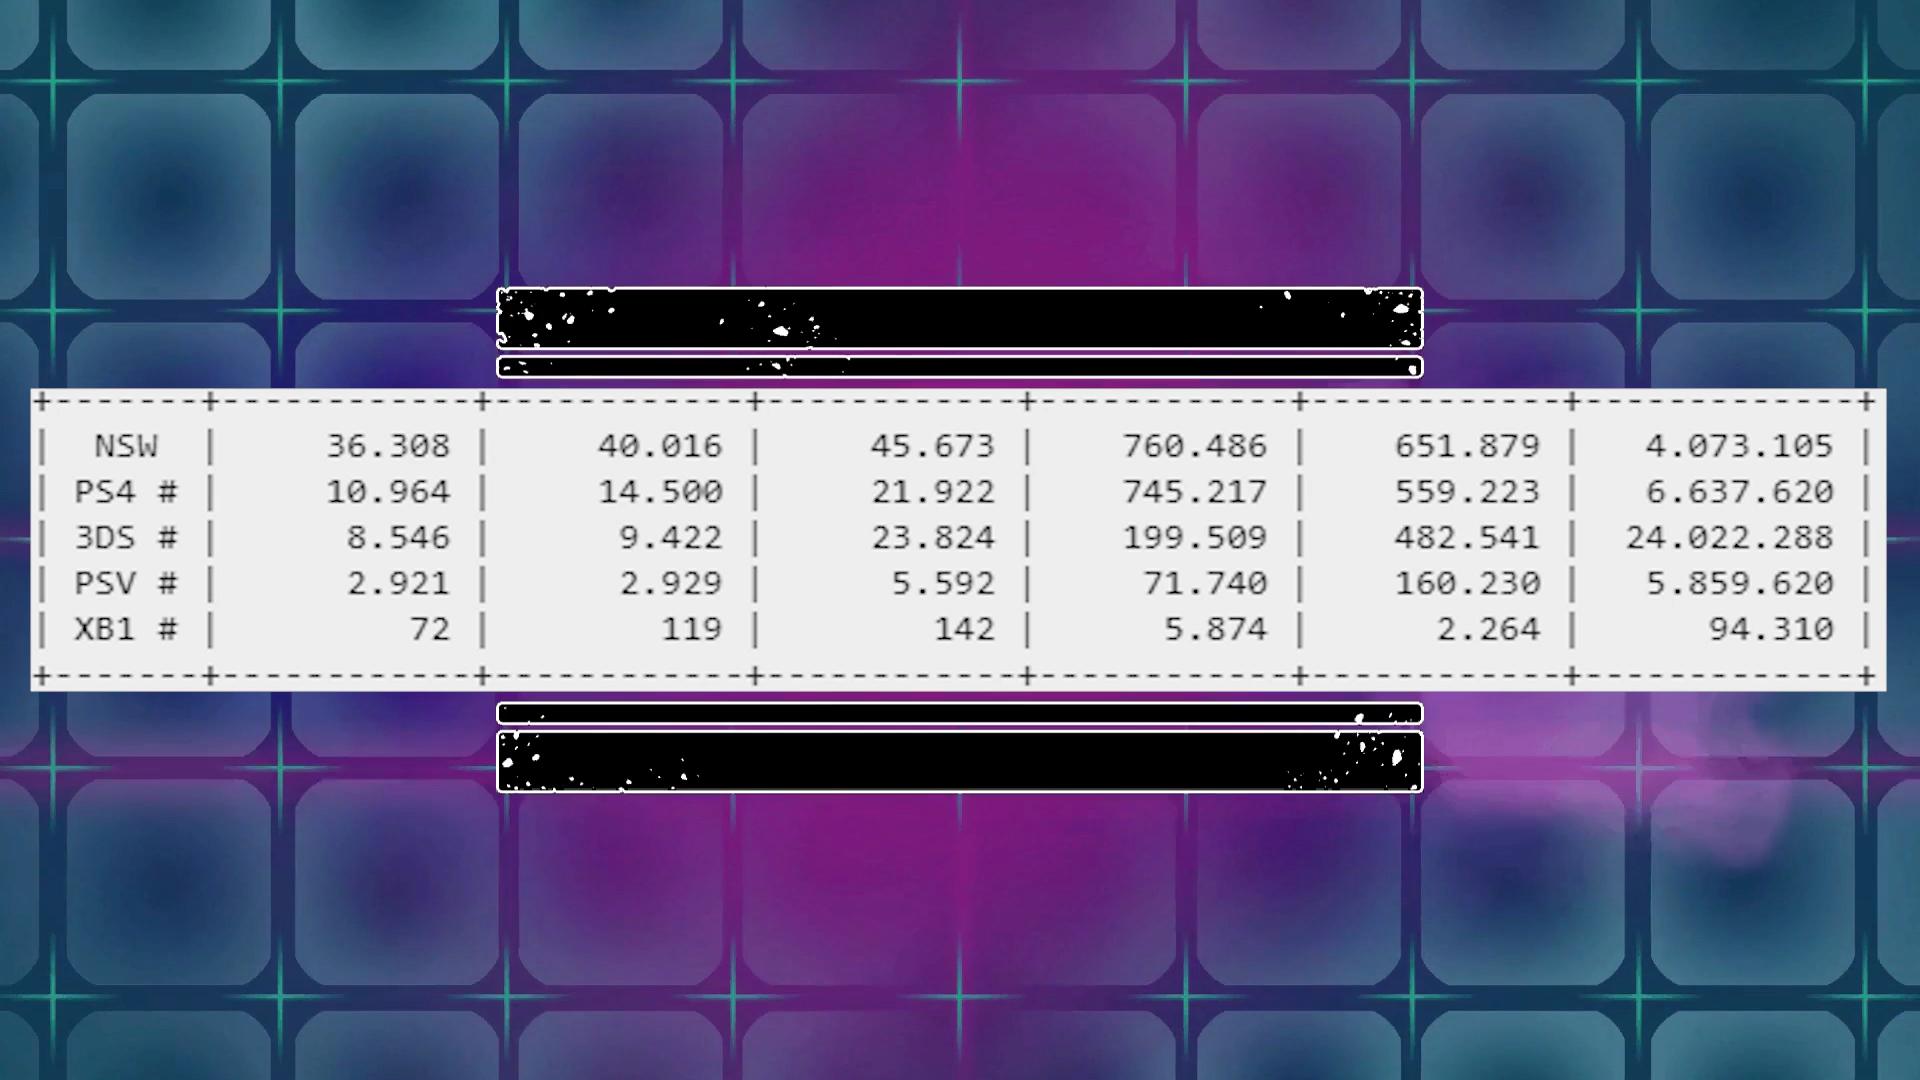 | NSW | 36.308 | 40.016 | 45.673 | 760.486 | 651.879 | 4.073.105 |
| PS4 # | 10.964 | 14.500 | 21.922 | 745.217 | 559.223 | 6.637.620 |
| 3DS # | 8.546 | 9.422 | 23.824 | 199.509 | 482.541 | 24.022.288 |
| PSV # | 2.921 | 2.929 | 5.592 | 71.740 | 160.230 | 5.859.620 |
| XB1 # | 72 | 119 | 142 | 5.874 | 2.264 | 94.310 |